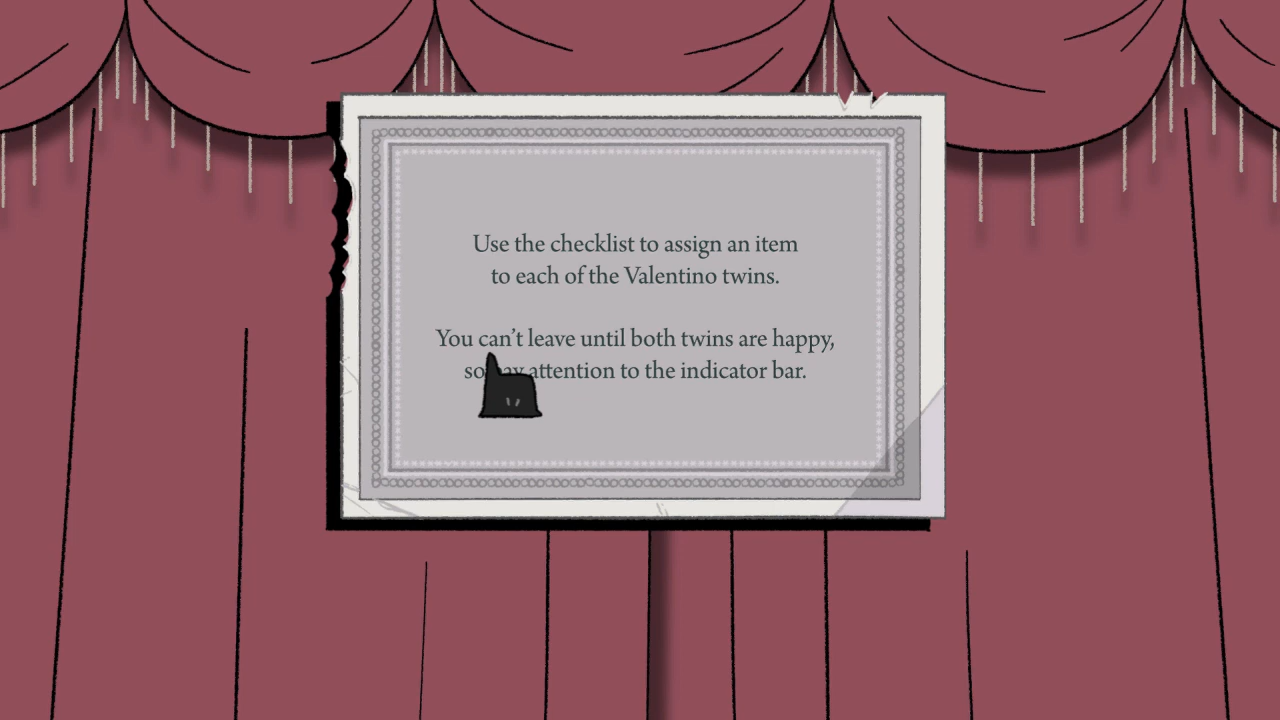 Use the checklist to assign an item
to each of the Valentino twins.
You can't leave until both twins are happy,
so pay attention to the indicator bar.